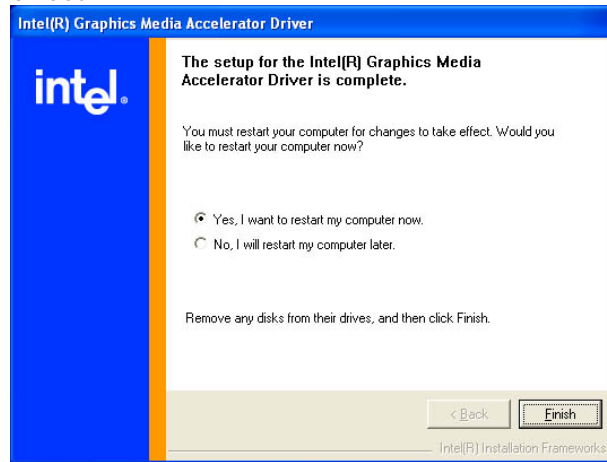 Intel(R) Graphics Media Accelerator Driver
intel®
The setup for the Intel(R) Graphics Media
Accelerator Driver is complete.
You must restart your computer for changes to take effect. Would you
like to restart your computer now?
Yes, I want to restart my computer now.
No, I will restart my computer later.
Remove any disks from their drives, and then click Finish.
< Back
Finish
Intel(R) Installation Frameworks